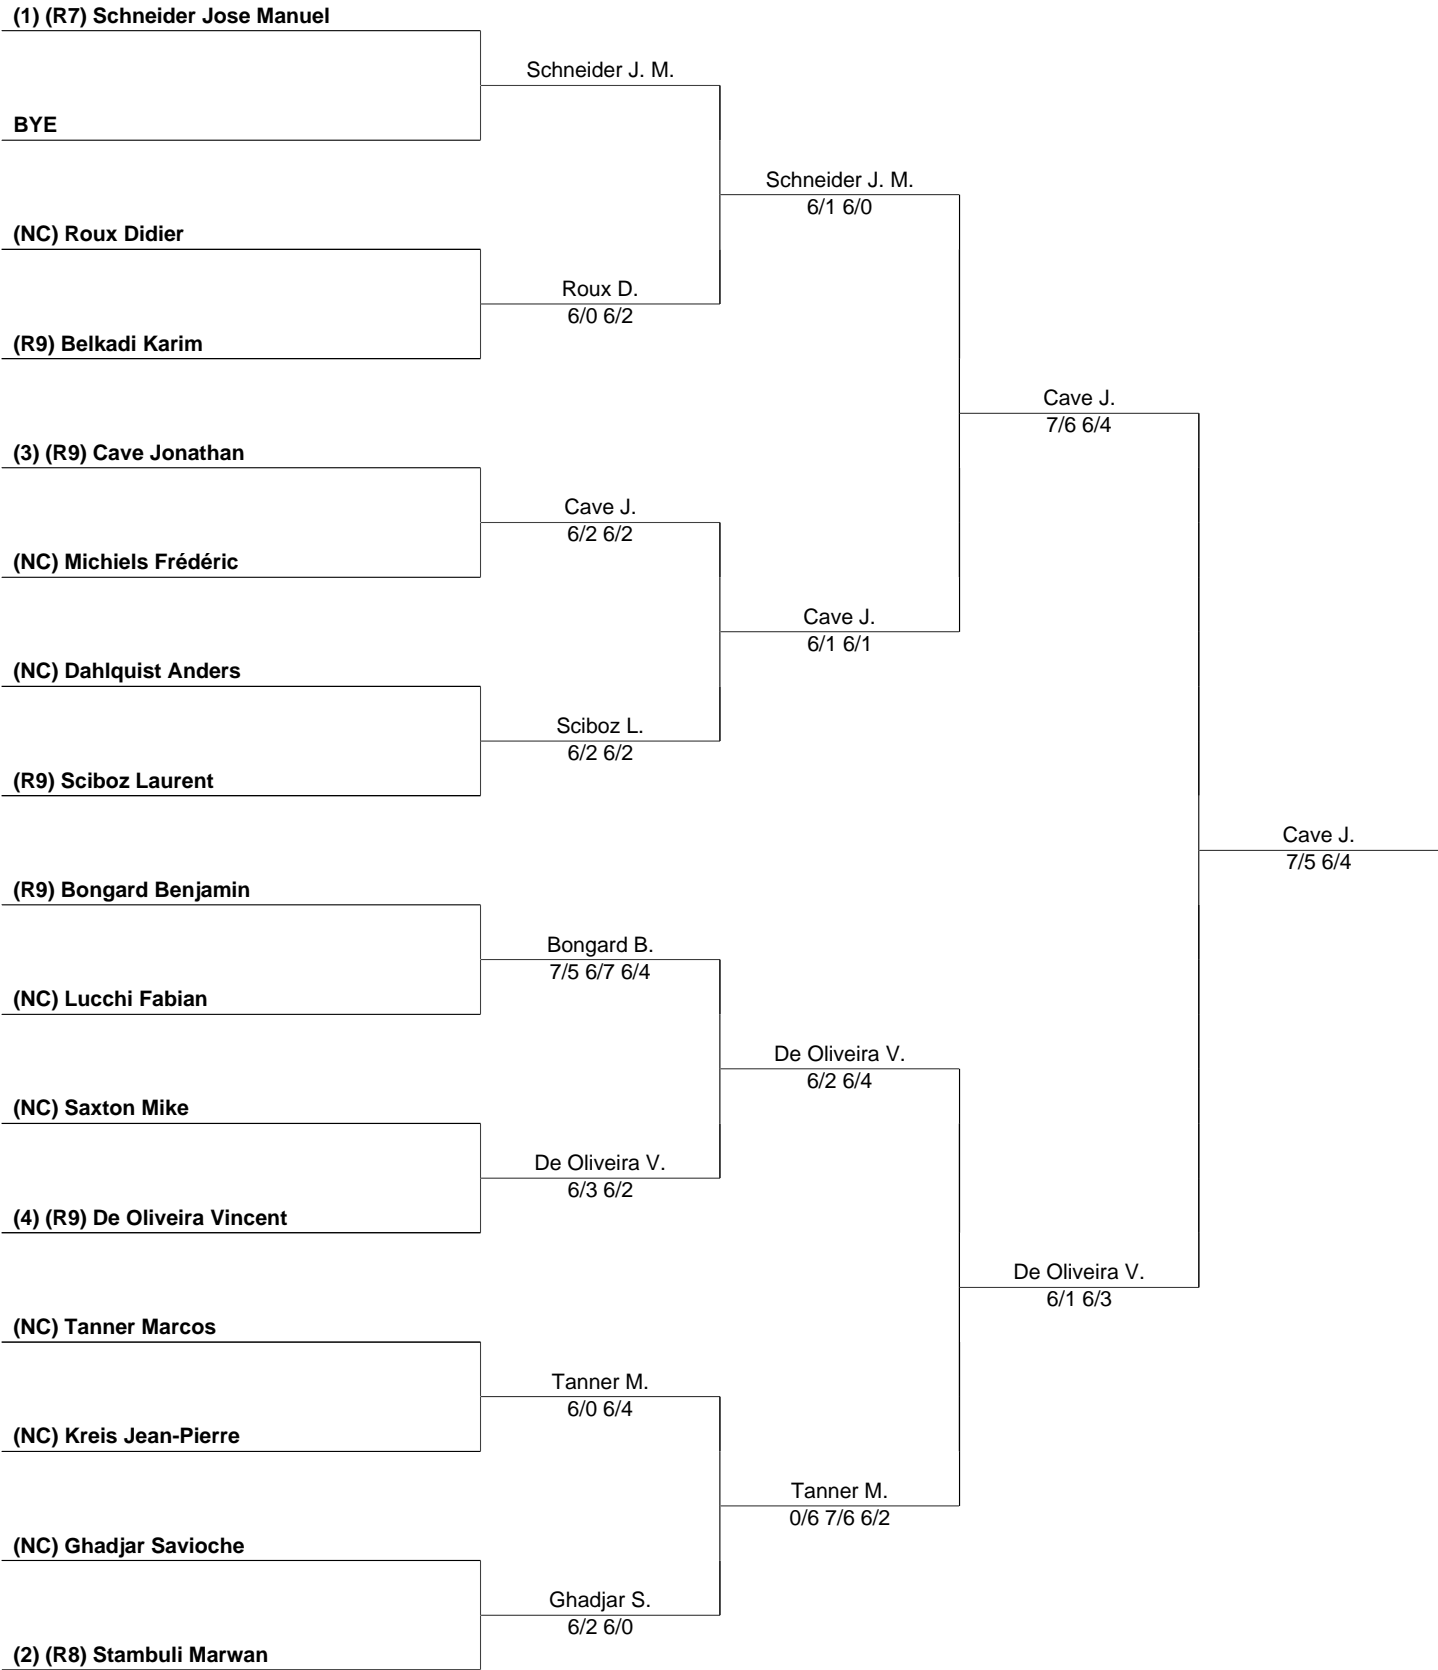 (1) (R7) Schneider Jose Manuel
Schneider J. M.
BYE
Schneider J. M.
6/1 6/0
(NC) Roux Didier
Roux D.
6/0 6/2
(R9) Belkadi Karim
Cave J.
7/6 6/4
(3) (R9) Cave Jonathan
Cave J.
6/2 6/2
(NC) Michiels Frédéric
Cave J.
6/1 6/1
(NC) Dahlquist Anders
Sciboz L.
6/2 6/2
(R9) Sciboz Laurent
Cave J.
7/5 6/4
(R9) Bongard Benjamin
Bongard B.
7/5 6/7 6/4
(NC) Lucchi Fabian
De Oliveira V.
6/2 6/4
(NC) Saxton Mike
De Oliveira V.
6/3 6/2
(4) (R9) De Oliveira Vincent
De Oliveira V.
6/1 6/3
(NC) Tanner Marcos
Tanner M.
6/0 6/4
(NC) Kreis Jean-Pierre
Tanner M.
0/6 7/6 6/2
(NC) Ghadjar Savioche
Ghadjar S.
6/2 6/0
(2) (R8) Stambuli Marwan